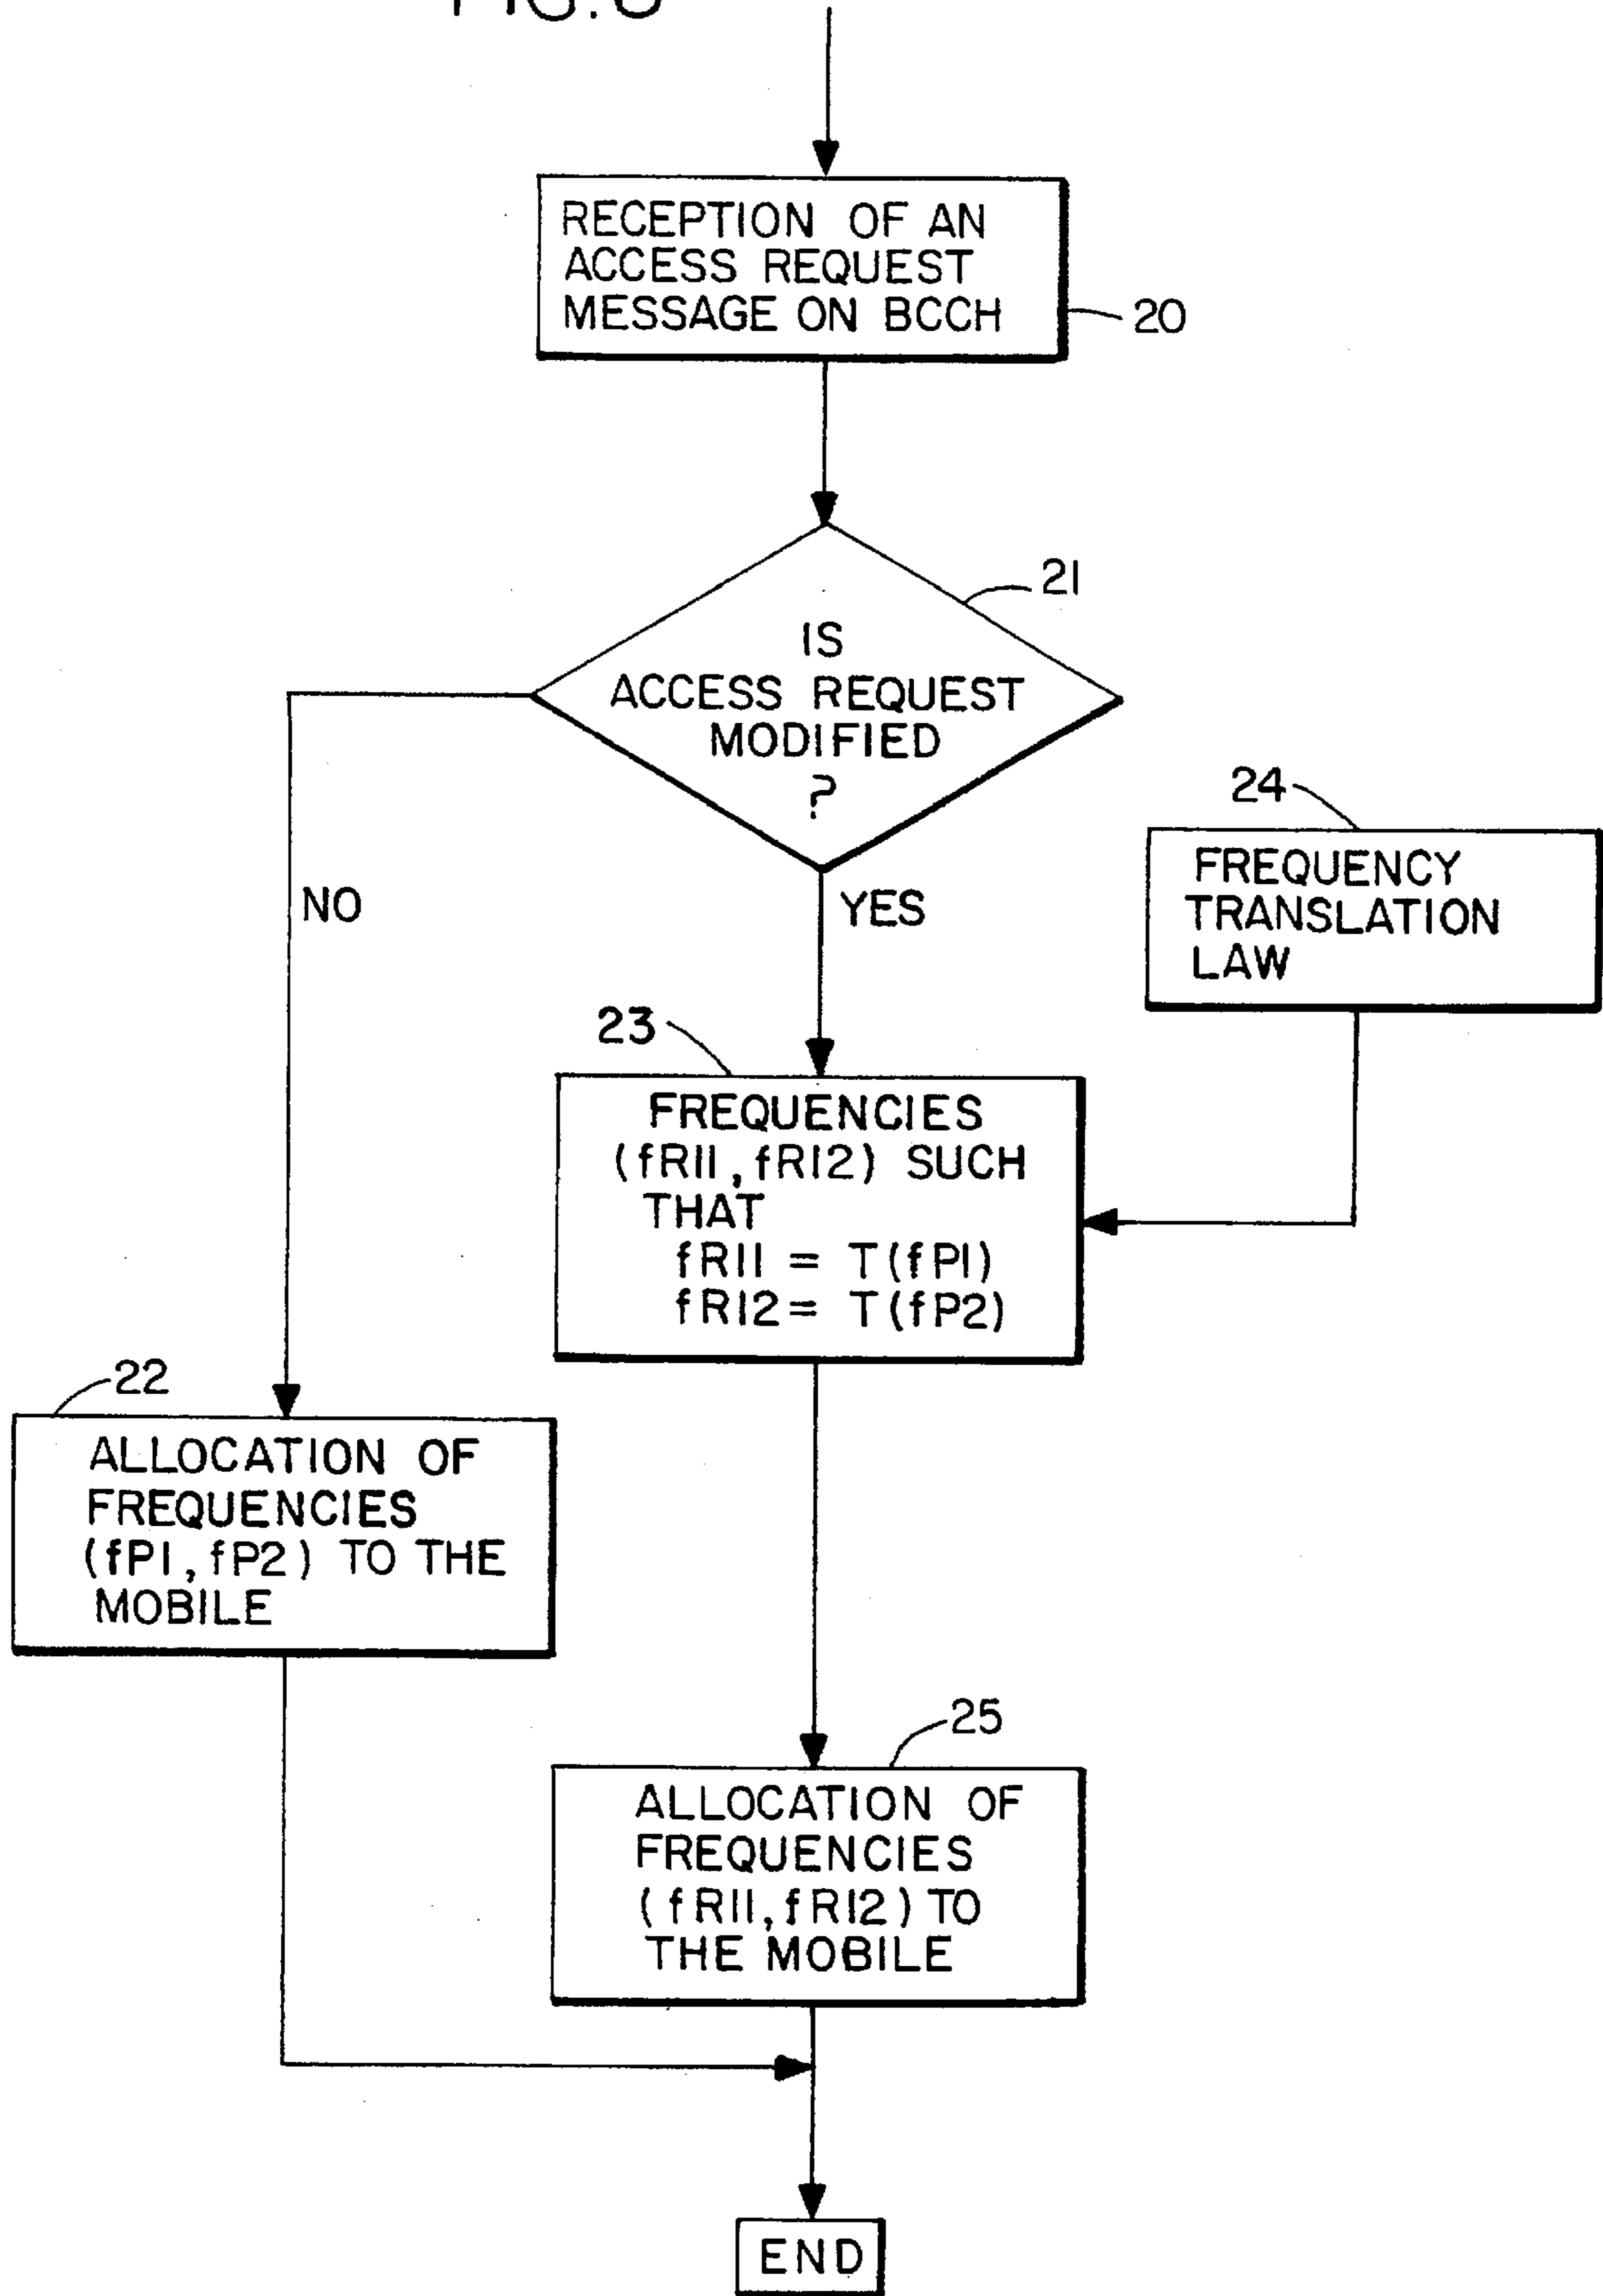 RECEPTION OF AN
ACCESS REQUEST
MESSAGE ON BCCH
20
21
IS
ACCESS REQUEST
MODIFIED
?
24
FREQUENCY
TRANSLATION
LAW
NO
YES
23
FREQUENCIES
(fR11, fR12) SUCH
THAT
fR11 = T(fP1)
fR12 = T(fP2)
22
ALLOCATION OF
FREQUENCIES
(fP1, fP2) TO THE
MOBILE
25
ALLOCATION OF
FREQUENCIES
(fR11, fR12) TO
THE MOBILE
END